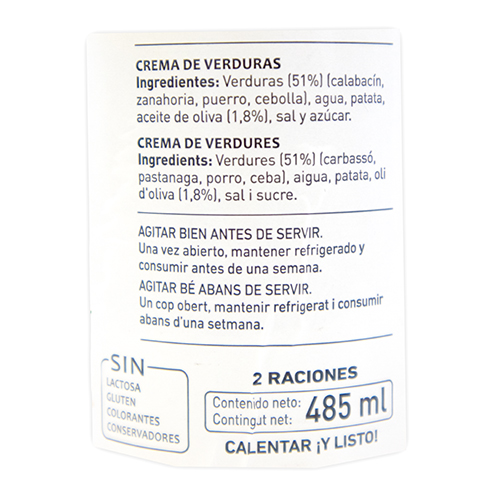 CREMA DE VERDURAS
Ingredientes: Verduras (51%) (calabacín,
zanahoria, puerro, cebolla), agua, patata,
aceite de oliva (1,8%), sal y azúcar.
CREMA DE VERDURES
Ingredients: Verdures (51%) (carbassó,
pastanaga, porro, ceba), aigua, patata, oli
d'oliva (1,8%), sal i sucre.
AGITAR BIEN ANTES DE SERVIR.
Una vez abierto, mantener refrigerado y
consumir antes de una semana.
AGITAR BÉ ABANS DE SERVIR.
Un cop obert, mantenir refrigerat i consumir
abans d'una setmana.
SIN
LACTOSA
GLUTEN
COLORANTES
CONSERVADORES
2 RACIONES
Contenido neto:
Contingut net: 485 ml
CALENTAR ¡Y LISTO!